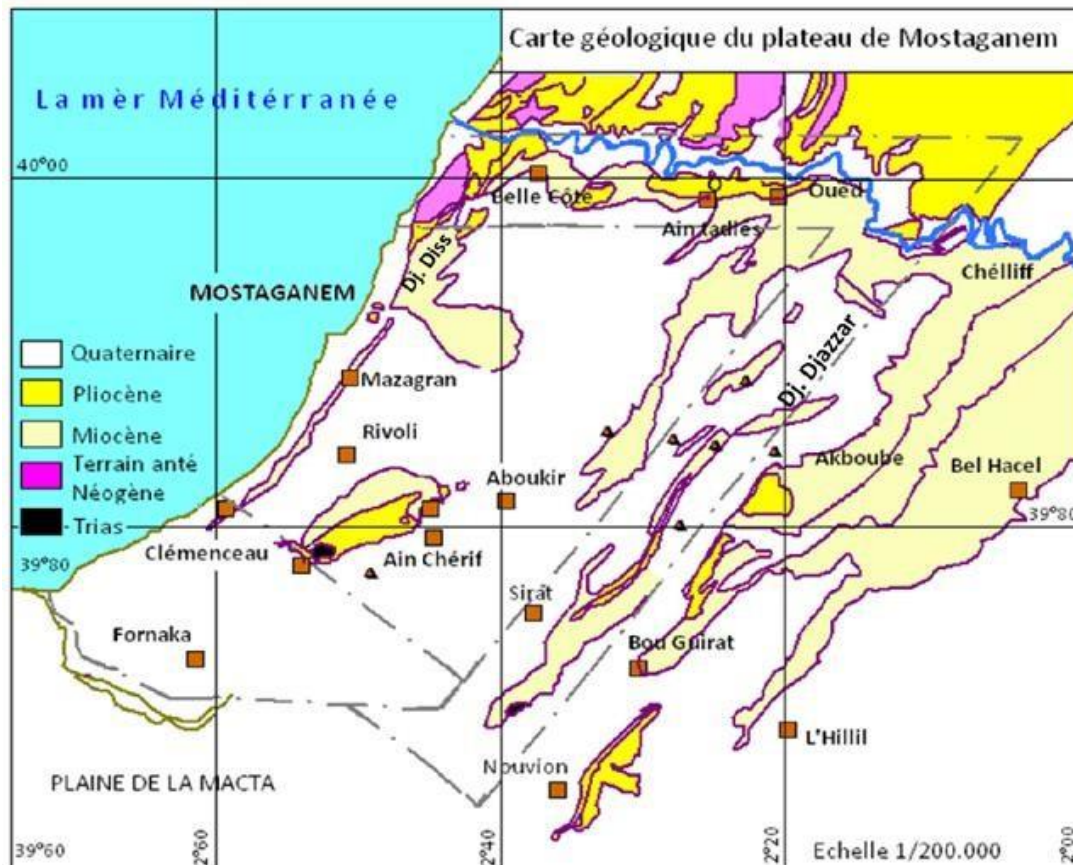 Carte géologique du plateau de Mostaganem
La mèr Méditérranée
40°00
Belle Côte
Oued
Ain tadles
Dj. Diss
Chélliff
MOSTAGANEM
Quaternaire
Pliocène
Miocène
Terrain anté
Néogène
Trias
Mazagran
Dj. Djazzar
Rivoli
Aboukir
Akboube
Bel Hacel
39°80
Clémenceau
39°80
Ain Chérif
Sirat
Fornaka
Bou Guirat
L'Hillil
Nouvion
PLAINE DE LA MACTA
39°60
2°60
2°40
2°20
Echelle 1/200.000
2°00